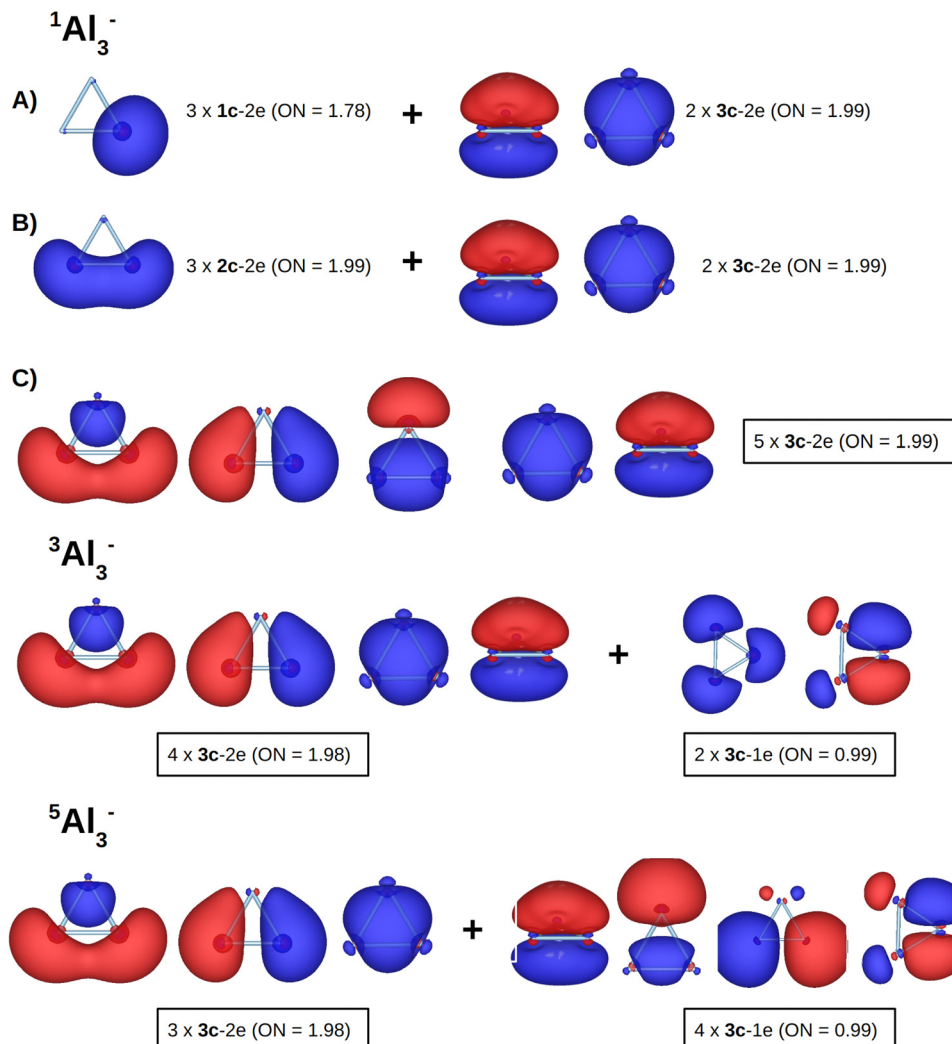 ¹Al₃⁻
A)
3 x 1c-2e (ON = 1.78)
+
2 x 3c-2e (ON = 1.99)
B)
3 x 2c-2e (ON = 1.99)
+
2 x 3c-2e (ON = 1.99)
C)
5 x 3c-2e (ON = 1.99)
³Al₃⁻
+
4 x 3c-2e (ON = 1.98)
2 x 3c-1e (ON = 0.99)
⁵Al₃⁻
+
3 x 3c-2e (ON = 1.98)
4 x 3c-1e (ON = 0.99)